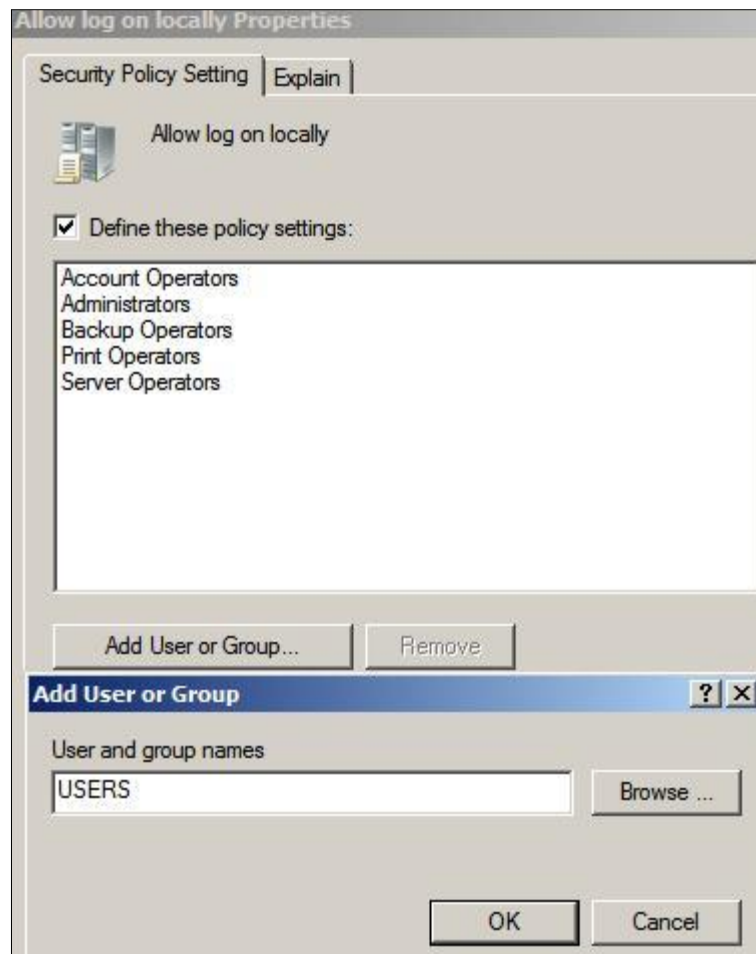 Allow log on locally Properties
Security Policy Setting
Explain
Allow log on locally
Define these policy settings:
Account Operators
Administrators
Backup Operators
Print Operators
Server Operators
Add User or Group...
Remove
Add User or Group
?
User and group names
USERS
Browse ...
OK
Cancel